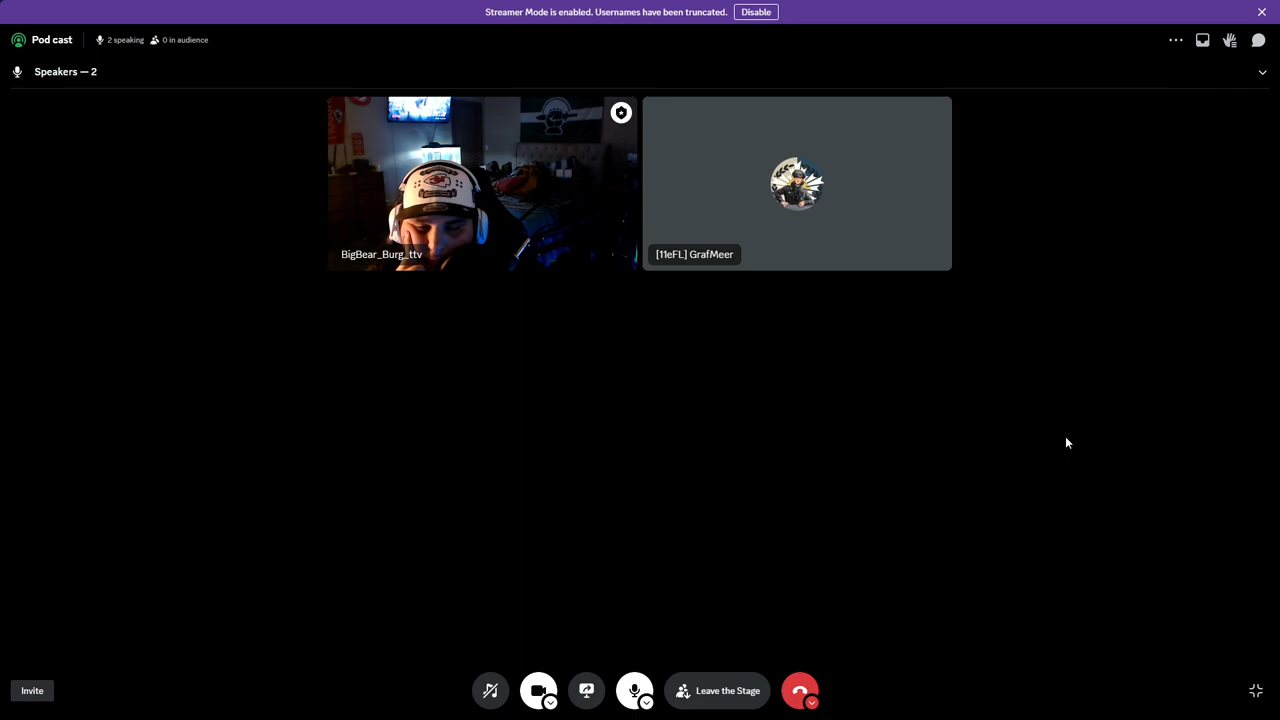 Streamer Mode is enabled. Usernames have been truncated. Disable
Pod cast 2 speaking 0 in audience
Speakers — 2
BigBear_Burg_ttv
[11eFL] GrafMeer
Invite
Leave the Stage